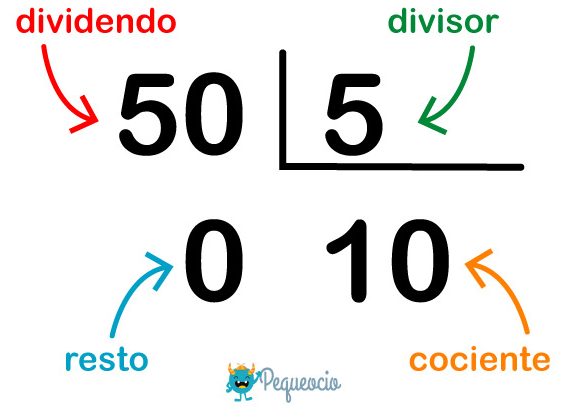 dividendo divisor
50 5
0 10
resto cociente
Pequeocio